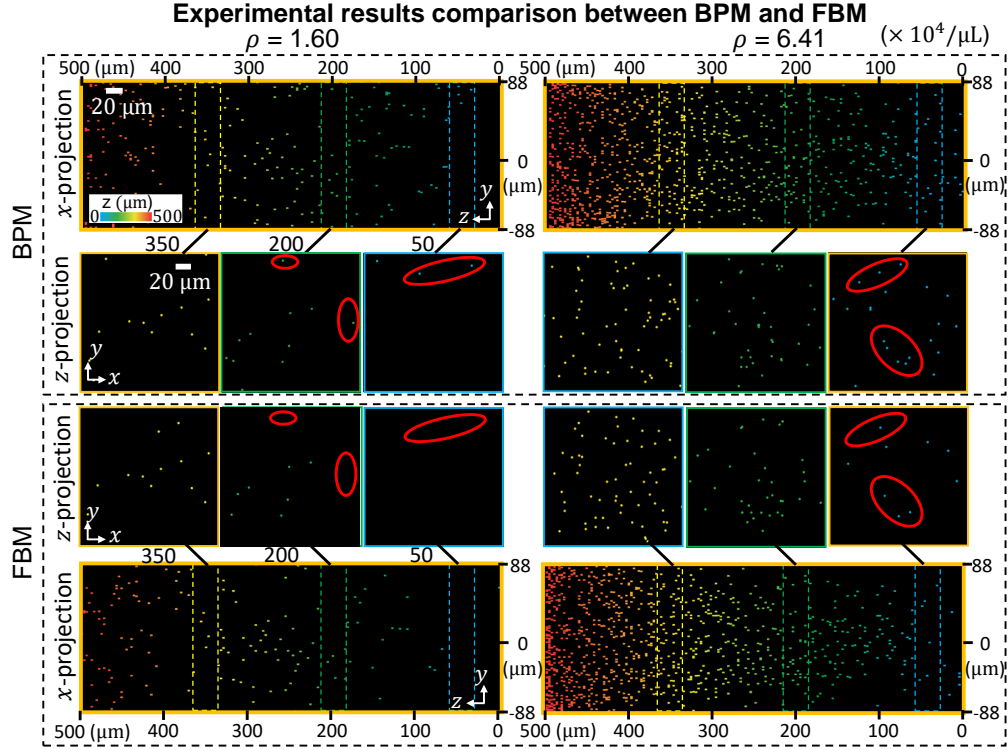 Experimental results comparison between BPM and FBM
ρ = 1.60
ρ = 6.41
(× 10⁴/μL)
500 (μm) 400 300 200 100 0
500 (μm) 400 300 200 100 0
BPM
x-projection
20 μm
z (μm)
0 500
y
z
88
0
(μm)
-88
88
0
(μm)
-88
350 200 50
z-projection
20 μm
y
x
FBM
z-projection
y
x
350 200 50
x-projection
y
z
88
0
(μm)
-88
88
0
(μm)
-88
500 (μm) 400 300 200 100 0
500 (μm) 400 300 200 100 0